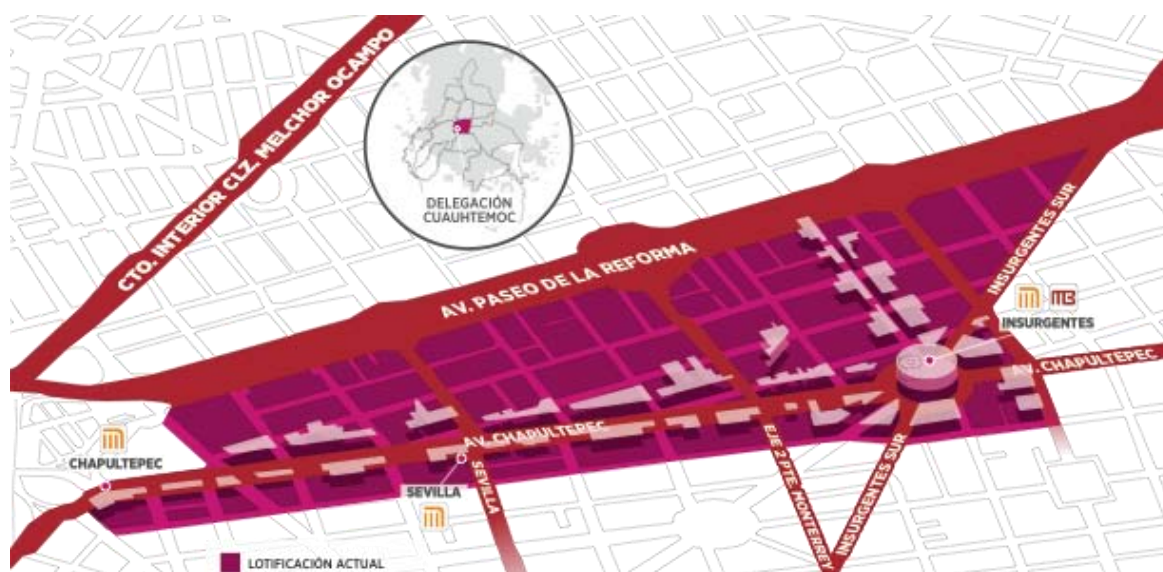 CTO. INTERIOR CLZ. MELCHOR OCAMPO
DELEGACIÓN
CUAUHTEMOC
AV. PASEO DE LA REFORMA
INSURGENTES SUR
MB
INSURGENTES
AV. CHAPULTEPEC
CHAPULTEPEC
AV. CHAPULTEPEC
SEVILLA
SEVILLA
EJE 2 PTE. MONTERREY
INSURGENTES SUR
LOTIFICACIÓN ACTUAL